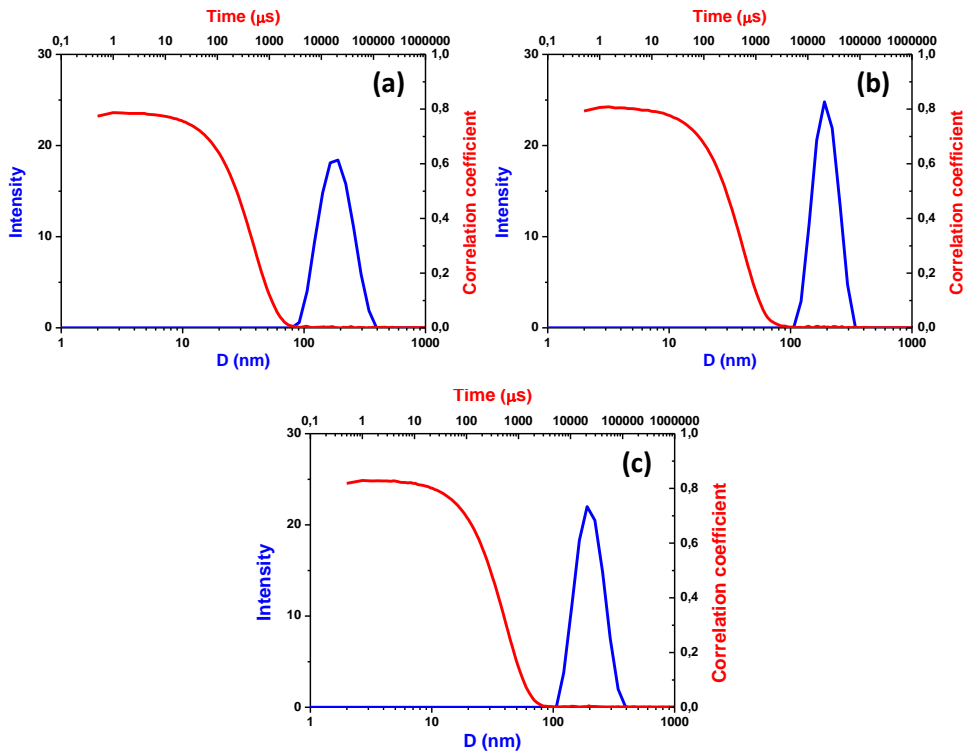 Time (μs)
0,1 1 10 100 1000 10000 100000 1000000
(a)
30
20
10
0
Intensity
1,0
0,8
0,6
0,4
0,2
0,0
Correlation coefficient
1 10 100 1000
D (nm)
Time (μs)
0,1 1 10 100 1000 10000 100000 1000000
(b)
30
20
10
0
Intensity
1,0
0,8
0,6
0,4
0,2
0,0
Correlation coefficient
1 10 100 1000
D (nm)
Time (μs)
0,1 1 10 100 1000 10000 100000 1000000
(c)
30
20
10
0
Intensity
1,0
0,8
0,6
0,4
0,2
0,0
Correlation coefficient
1 10 100 1000
D (nm)